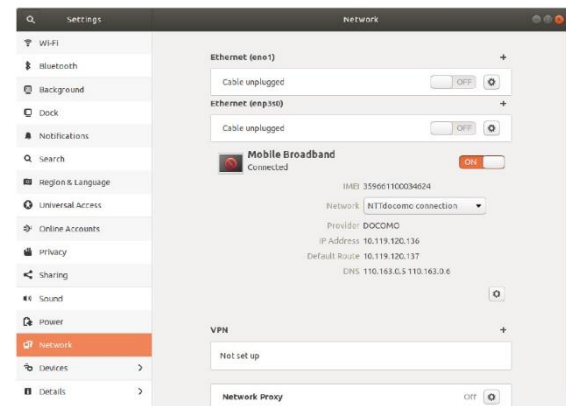 Settings
Network
Wi-Fi
Bluetooth
Background
Dock
Notifications
Search
Region & Language
Universal Access
Online Accounts
Privacy
Sharing
Sound
Power
Network
Devices
Details
Ethernet (eno1)
Cable unplugged OFF
Ethernet (enp3s0)
Cable unplugged OFF
Mobile Broadband
Connected ON
IMEI 359661100034624
Network NTTdocomo connection
Provider DOCOMO
IP Address 10.119.120.136
Default Route 10.119.120.137
DNS 110.163.0.5 110.163.0.6
VPN
Not set up
Network Proxy Off